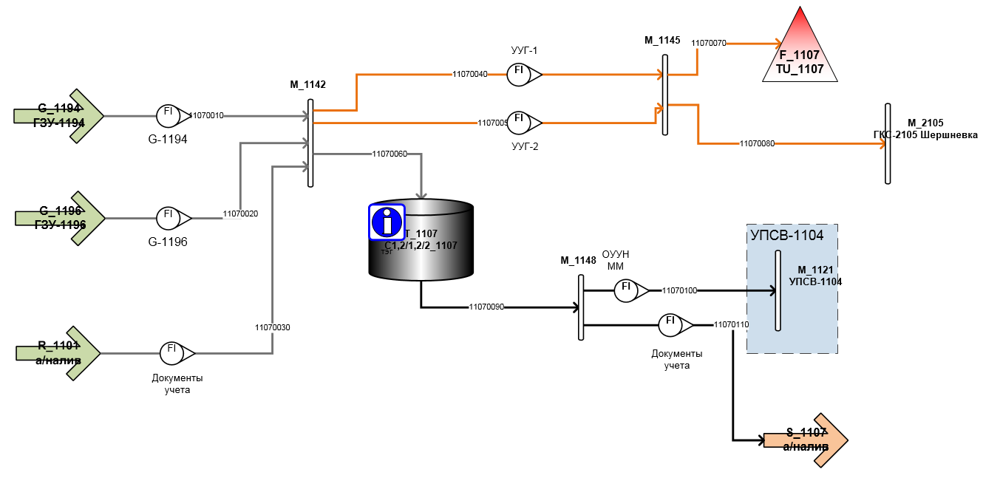 УУГ-1
M_1145
11070070
F_1107
TU_1107
M_1142
FI
11070040
G_1194
ГЗУ-1194
FI
11070010
G-1194
FI
1107005
УУГ-2
M_2105
ГКС-2105 Шершневка
11070080
11070060
G_1196
ГЗУ-1196
FI
11070020
G-1196
T_1107
С1,2/1,2/2_1107
тэг
УПСВ-1104
M_1148
ОУУН
ММ
M_1121
УПСВ-1104
FI
11070100
11070090
FI
11070110
11070030
R_1101
а/налив
FI
Документы
учета
Документы
учета
S_1107
а/налив